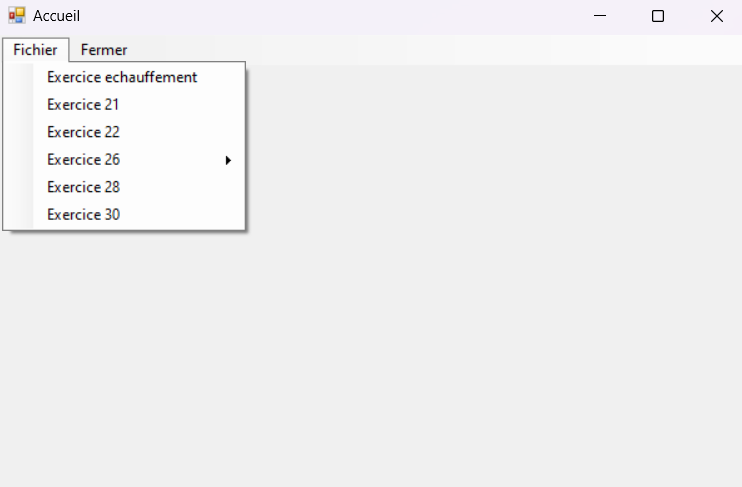 Accueil
Fichier Fermer
Exercice echauffement
Exercice 21
Exercice 22
Exercice 26
Exercice 28
Exercice 30